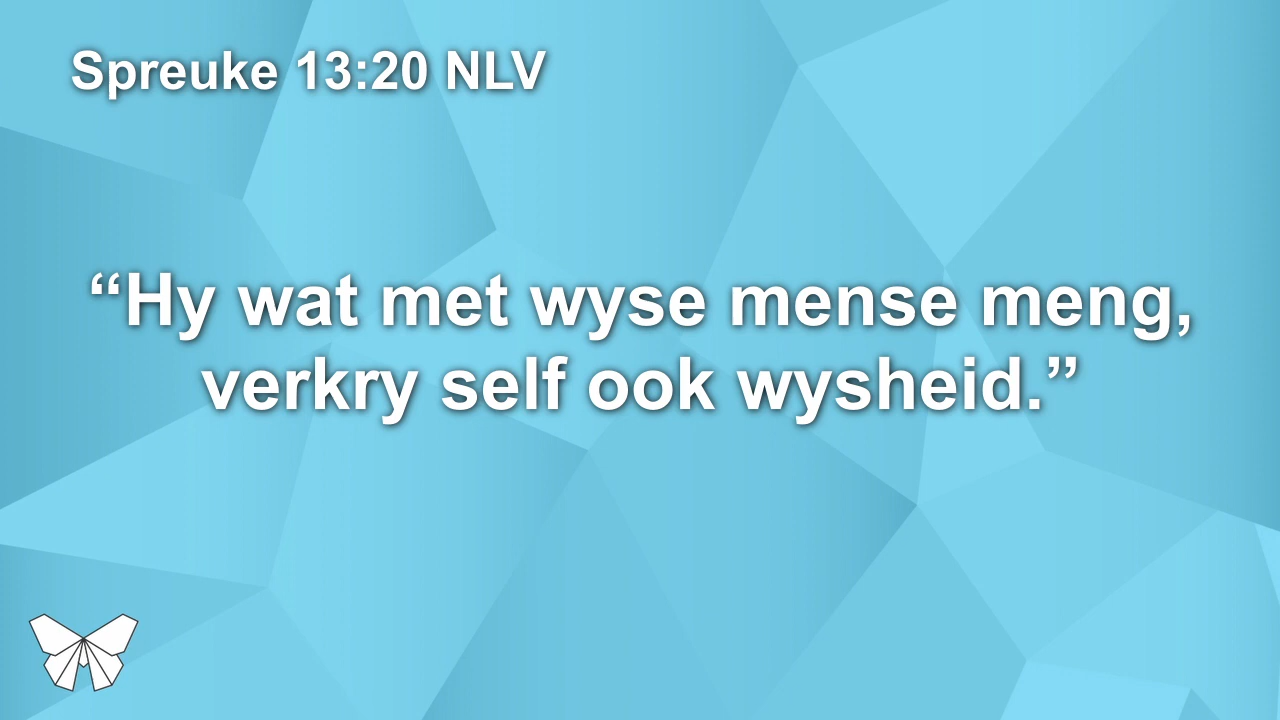 Spreuke 13:20 NLV
“Hy wat met wyse mense meng,
verkry self ook wysheid.”